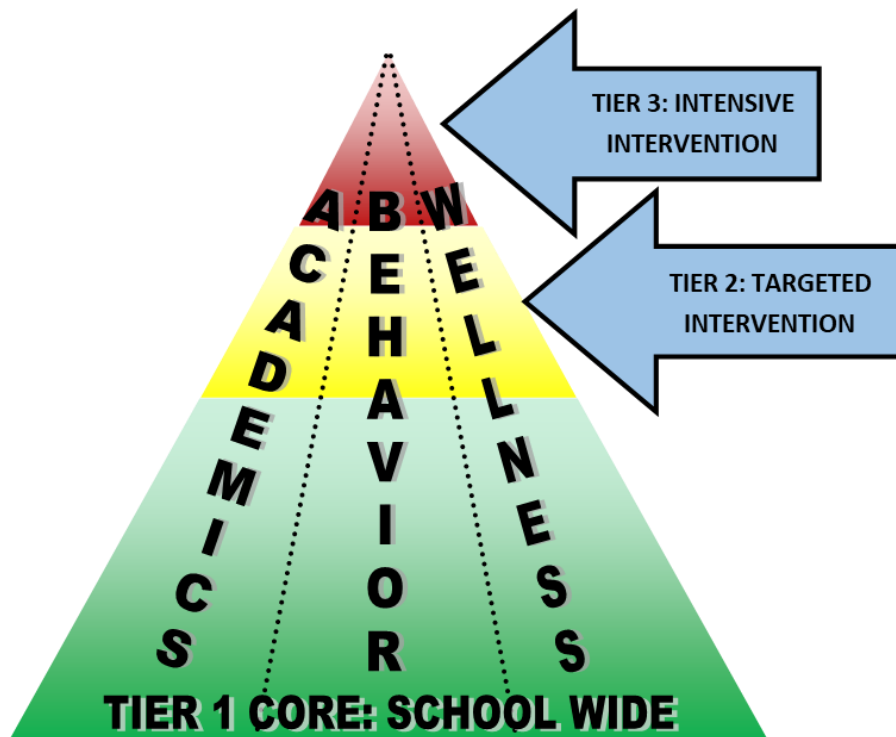 TIER 3: INTENSIVE
INTERVENTION
TIER 2: TARGETED
INTERVENTION
ACADEMICS
BEHAVIOR
WELLNESS
TIER 1 CORE: SCHOOL WIDE